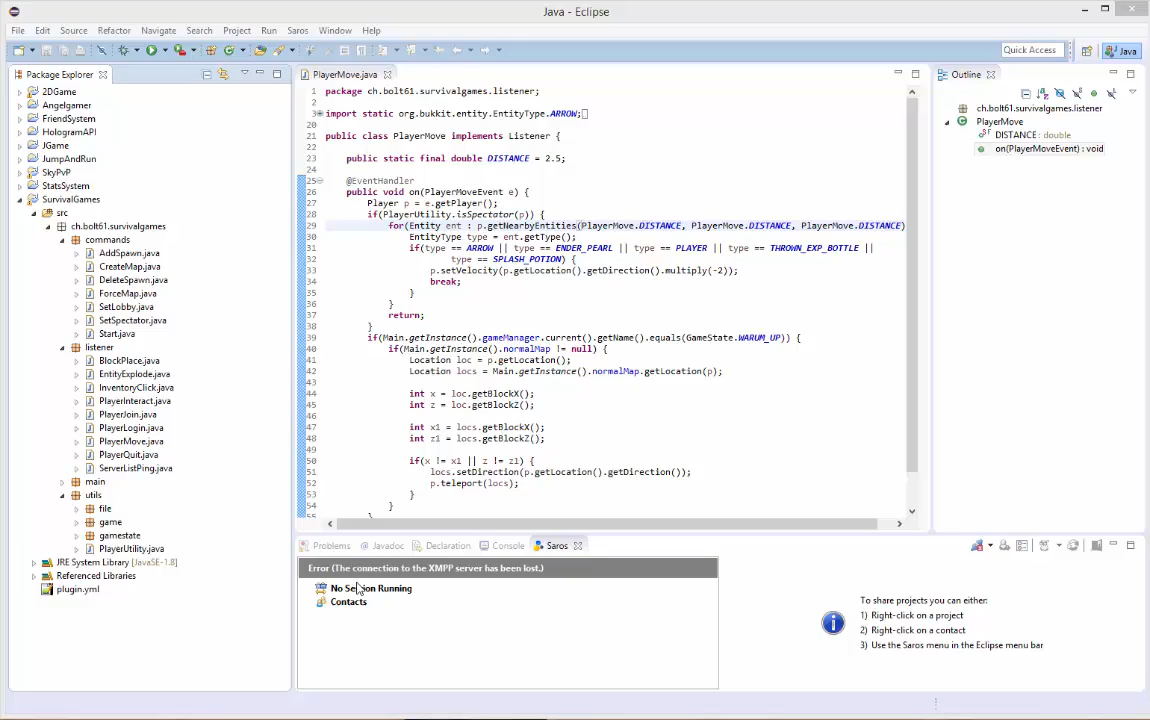 Java - Eclipse
File Edit Source Refactor Navigate Search Project Run Saros Window Help
Quick Access
Java
Package Explorer
2DGame
Angelgamer
FriendSystem
HologramAPI
JGame
JumpAndRun
SkyPvP
StatsSystem
SurvivalGames
src
ch.bolt61.survivalgames
commands
AddSpawn.java
CreateMap.java
DeleteSpawn.java
ForceMap.java
SetLobby.java
SetSpectator.java
Start.java
listener
BlockPlace.java
EntityExplode.java
InventoryClick.java
PlayerInteract.java
PlayerJoin.java
PlayerLogin.java
PlayerMove.java
PlayerQuit.java
ServerListPing.java
main
utils
file
game
gamestate
PlayerUtility.java
JRE System Library [JavaSE-1.8]
Referenced Libraries
plugin.yml
PlayerMove.java
1 package ch.bolt61.survivalgames.listener;
2
3 import static org.bukkit.entity.EntityType.ARROW;
20
21 public class PlayerMove implements Listener {
22
23 public static final double DISTANCE = 2.5;
24
25 @EventHandler
26 public void on(PlayerMoveEvent e) {
27 Player p = e.getPlayer();
28 if(PlayerUtility.isSpectator(p)) {
29 for(Entity ent : p.getNearbyEntities(PlayerMove.DISTANCE, PlayerMove.DISTANCE, PlayerMove.DISTANCE)
30 EntityType type = ent.getType();
31 if(type == ARROW || type == ENDER_PEARL || type == PLAYER || type == THROWN_EXP_BOTTLE ||
32 type == SPLASH_POTION) {
33 p.setVelocity(p.getLocation().getDirection().multiply(-2));
34 break;
35 }
36 }
37 return;
38 }
39 if(Main.getInstance().gameManager.current().getName().equals(GameState.WARUM_UP)) {
40 if(Main.getInstance().normalMap != null) {
41 Location loc = p.getLocation();
42 Location locs = Main.getInstance().normalMap.getLocation(p);
43
44 int x = loc.getBlockX();
45 int z = loc.getBlockZ();
46
47 int x1 = locs.getBlockX();
48 int z1 = locs.getBlockZ();
49
50 if(x != x1 || z != z1) {
51 locs.setDirection(p.getLocation().getDirection());
52 p.teleport(locs);
53 }
54 }
}
Outline
ch.bolt61.survivalgames.listener
PlayerMove
DISTANCE : double
on(PlayerMoveEvent) : void
Problems Javadoc Declaration Console Saros
Error (The connection to the XMPP server has been lost.)
No Session Running
Contacts
To share projects you can either:
1) Right-click on a project
2) Right-click on a contact
3) Use the Saros menu in the Eclipse menu bar